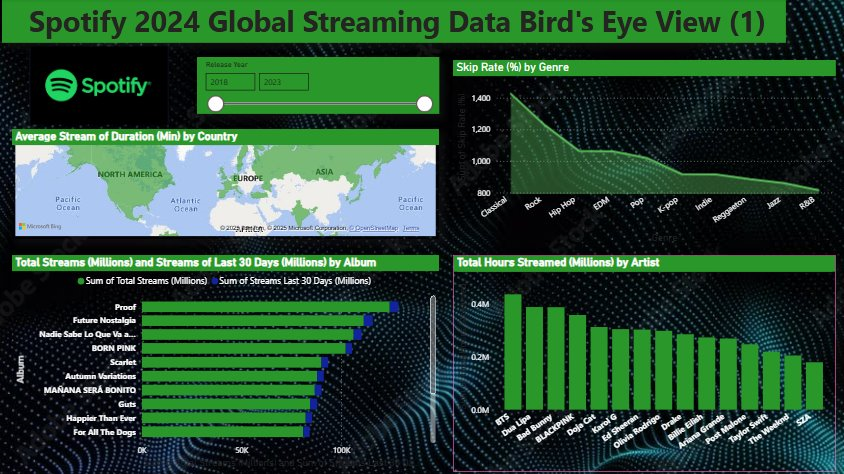 Spotify 2024 Global Streaming Data Bird's Eye View (1)
Spotify
Release Year
2018
2023
Average Stream of Duration (Min) by Country
NORTH AMERICA
EUROPE
ASIA
Pacific
Ocean
Atlantic
Ocean
Pacific
Ocean
AFRICA
Microsoft Bing
© 2025 Microsoft Corporation, © OpenStreetMap Terms
Skip Rate (%) by Genre
1,400
1,200
1,000
800
Classical
Rock
Hip Hop
EDM
Pop
K-pop
Indie
Reggaeton
Jazz
R&B
Total Streams (Millions) and Streams of Last 30 Days (Millions) by Album
Sum of Total Streams (Millions)
Sum of Streams Last 30 Days (Millions)
Album
Proof
Future Nostalgia
Nadie Sabe Lo Que Va a...
BORN PINK
Scarlet
Autumn Variations
MAÑANA SERÁ BONITO
Guts
Happier Than Ever
For All The Dogs
0K
50K
100K
Total Hours Streamed (Millions) by Artist
0.4M
0.2M
0.0M
BTS
Dua Lipa
Bad Bunny
BLACKPINK
Doja Cat
Karol G
Ed Sheeran
Olivia Rodrigo
Drake
Billie Eilish
Ariana Grande
Post Malone
Taylor Swift
The Weeknd
SZA